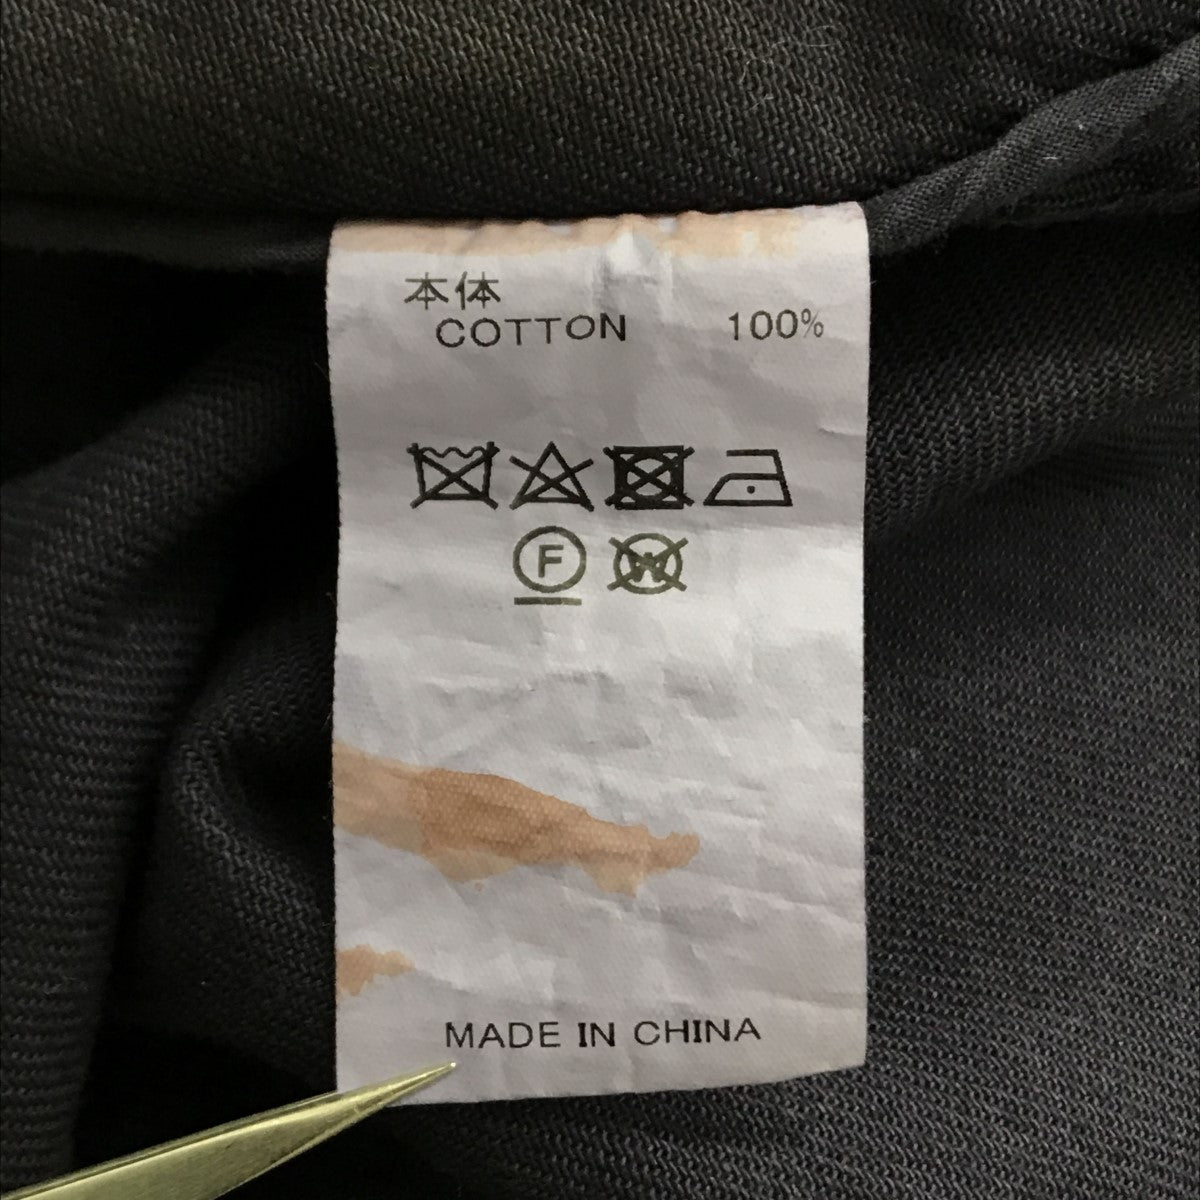 本体
COTTON 100%
F W
MADE IN CHINA